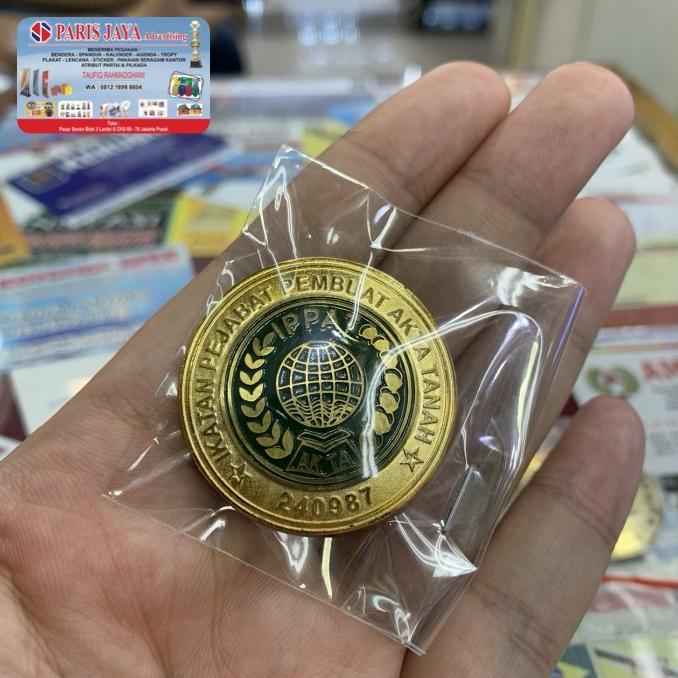 PARIS JAYA Advertising
MENERIMA PESANAN :
BENDERA - SPANDUK - KALENDER - AGENDA - TROPY
PLAKAT - LENCANA - STICKER - PAKAIAN SERAGAM KANTOR
ATRIBUT PARTAI & PILKADA
TAUFIQ RAHMADGHANI
WA : 0812 1899 8604
Toko :
IKATAN PEJABAT PEMBUAT AKTA TANAH
IPPAT
AKTA
240987